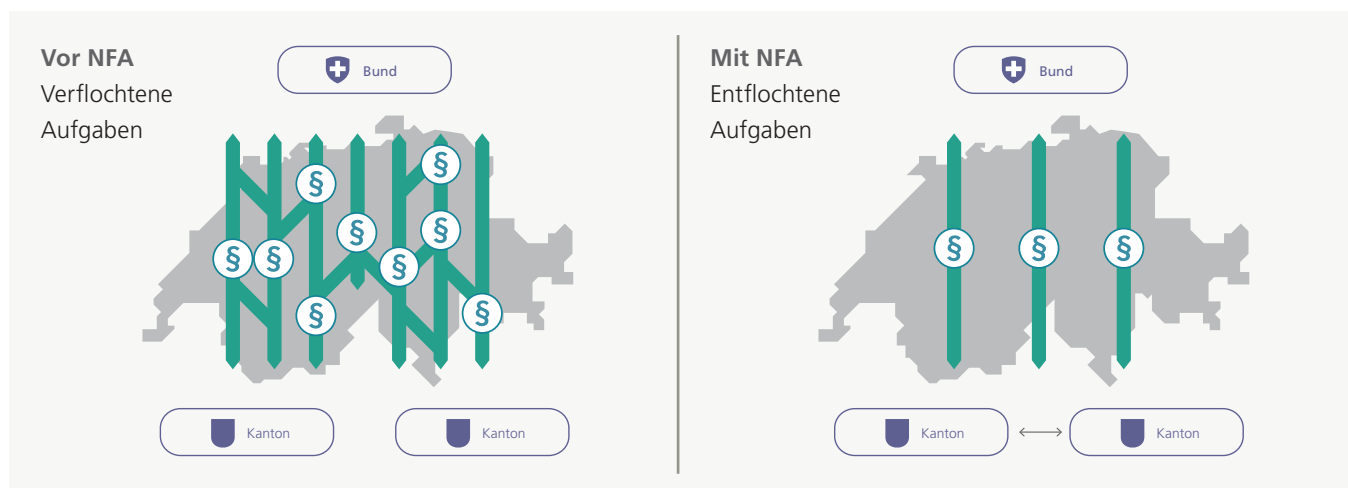 Vor NFA
Verflochtene
Aufgaben
Bund
§
§
§
§
§
§
§
§
§
Kanton
Kanton
Mit NFA
Entflochtene
Aufgaben
Bund
§
§
§
Kanton
Kanton